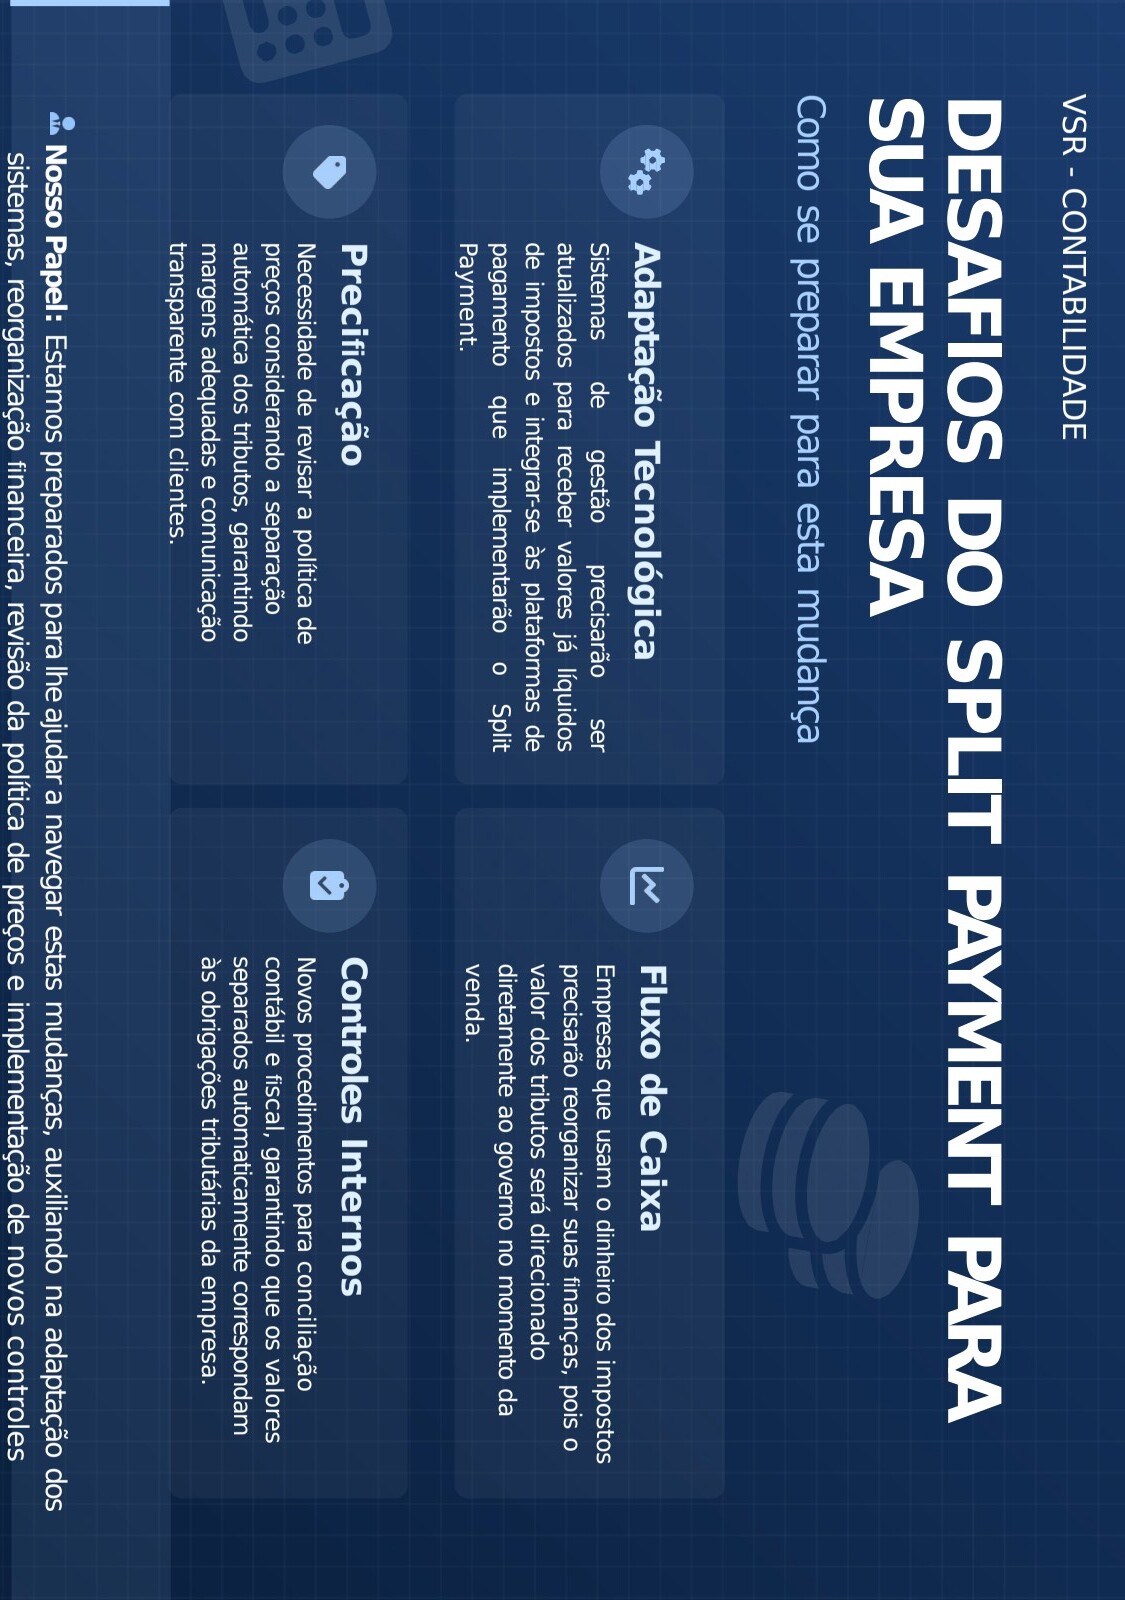 VSR - CONTABILIDADE
DESAFIOS DO SPLIT PAYMENT PARA
SUA EMPRESA
Como se preparar para esta mudança
Adaptação Tecnológica
Sistemas de gestão precisarão ser
atualizados para receber valores já líquidos
de impostos e integrar-se às plataformas de
pagamento que implementarão o Split
Payment.
Fluxo de Caixa
Empresas que usam o dinheiro dos impostos
precisarão reorganizar suas finanças, pois o
valor dos tributos será direcionado
diretamente ao governo no momento da
venda.
Precificação
Necessidade de revisar a política de
preços considerando a separação
automática dos tributos, garantindo
margens adequadas e comunicação
transparente com clientes.
Controles Internos
Novos procedimentos para conciliação
contábil e fiscal, garantindo que os valores
separados automaticamente correspondam
às obrigações tributárias da empresa.
Nosso Papel: Estamos preparados para lhe ajudar a navegar estas mudanças, auxiliando na adaptação dos
sistemas, reorganização financeira, revisão da política de preços e implementação de novos controles